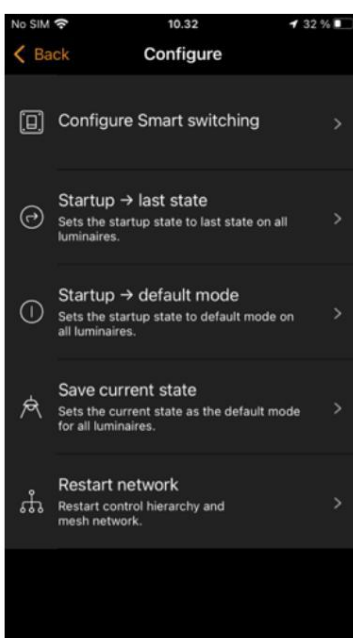 No SIM 10.32 32 %
Back Configure
Configure Smart switching
Startup → last state
Sets the startup state to last state on all
luminaires.
Startup → default mode
Sets the startup state to default mode on
all luminaires.
Save current state
Sets the current state as the default mode
for all luminaires.
Restart network
Restart control hierarchy and
mesh network.